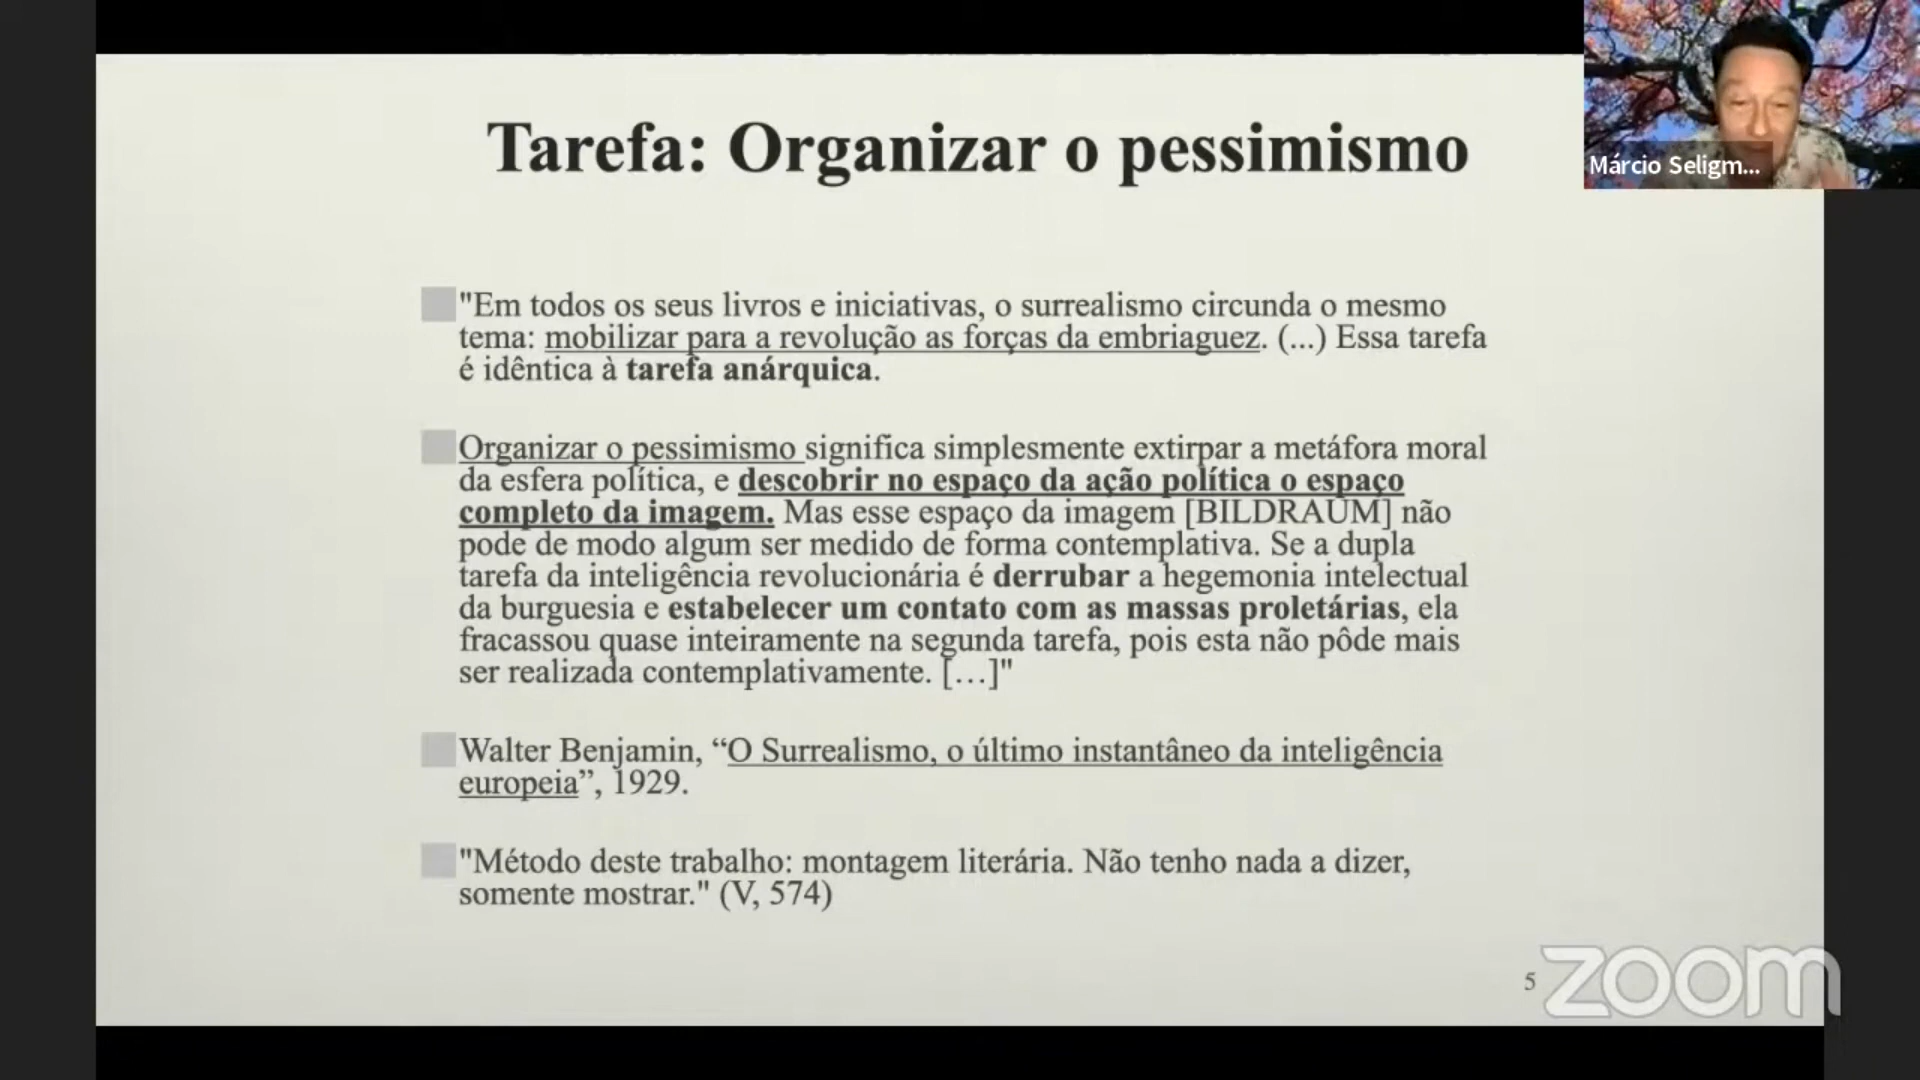 Márcio Seligm...
Tarefa: Organizar o pessimismo
"Em todos os seus livros e iniciativas, o surrealismo circunda o mesmo
tema: mobilizar para a revolução as forças da embriaguez. (...) Essa tarefa
é idêntica à tarefa anárquica.
Organizar o pessimismo significa simplesmente extirpar a metáfora moral
da esfera política, e descobrir no espaço da ação política o espaço
completo da imagem. Mas esse espaço da imagem [BILDRAUM] não
pode de modo algum ser medido de forma contemplativa. Se a dupla
tarefa da inteligência revolucionária é derrubar a hegemonia intelectual
da burguesia e estabelecer um contato com as massas proletárias, ela
fracassou quase inteiramente na segunda tarefa, pois esta não pôde mais
ser realizada contemplativamente. […]"
Walter Benjamin, “O Surrealismo, o último instantâneo da inteligência
europeia”, 1929.
"Método deste trabalho: montagem literária. Não tenho nada a dizer,
somente mostrar." (V, 574)
5
zoom